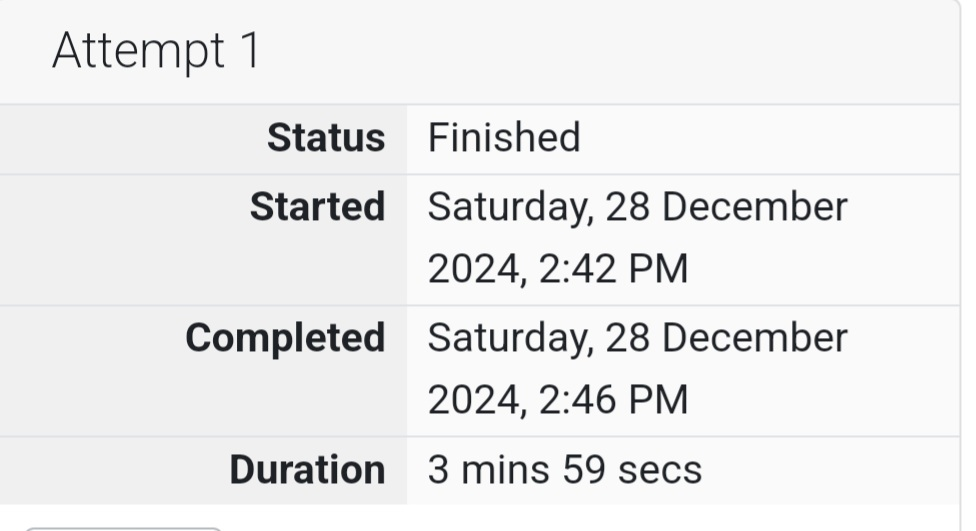 Attempt 1
Status Finished
Started Saturday, 28 December
2024, 2:42 PM
Completed Saturday, 28 December
2024, 2:46 PM
Duration 3 mins 59 secs